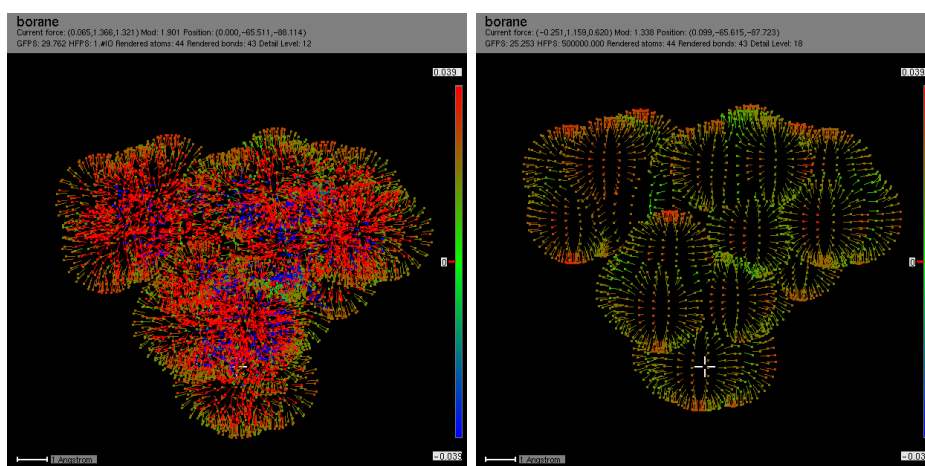 borane
Current force: (0.065,1.366,1.321) Mod: 1.901 Position: (0.000,-65.511,-88.114)
GFPS: 29.762 HFPS: 1.#IO Rendered atoms: 44 Rendered bonds: 43 Detail Level: 12
0.039
0
1 Angstrom
-0.039
borane
Current force: (-0.251,1.159,0.620) Mod: 1.338 Position: (0.099,-65.615,-87.723)
GFPS: 25.253 HFPS: 500000.000 Rendered atoms: 44 Rendered bonds: 43 Detail Level: 18
0.039
0
1 Angstrom
-0.039